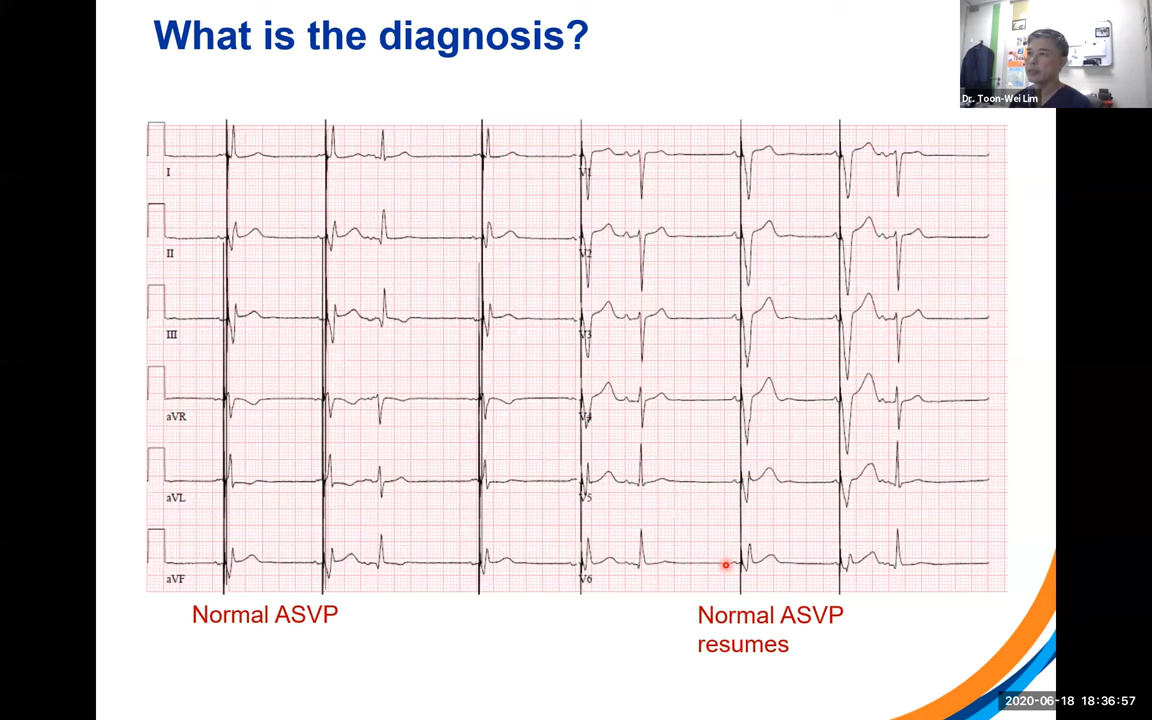 What is the diagnosis?
Dr. Toon-Wei Lim
I
V1
II
V2
III
V3
aVR
V4
aVL
V5
aVF
V6
Normal ASVP
Normal ASVP
resumes
2020-06-18 18:36:57